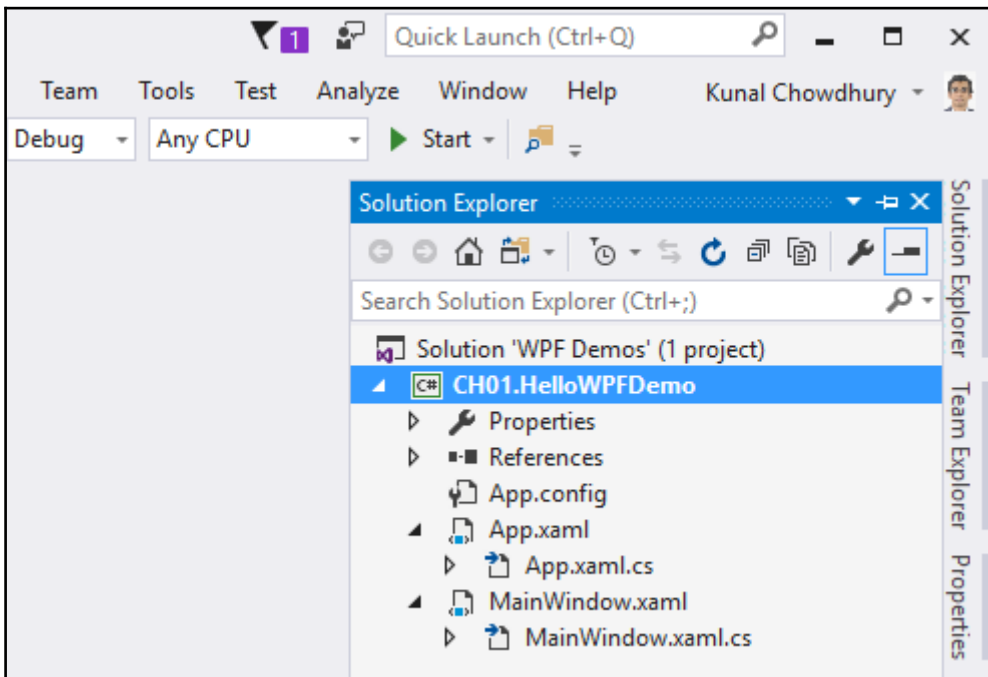 1 Quick Launch (Ctrl+Q)
Team Tools Test Analyze Window Help Kunal Chowdhury
Debug Any CPU Start
Solution Explorer
Search Solution Explorer (Ctrl+;)
Solution 'WPF Demos' (1 project)
C# CH01.HelloWPFDemo
Properties
References
App.config
App.xaml
App.xaml.cs
MainWindow.xaml
MainWindow.xaml.cs
Solution Explorer
Team Explorer
Properties